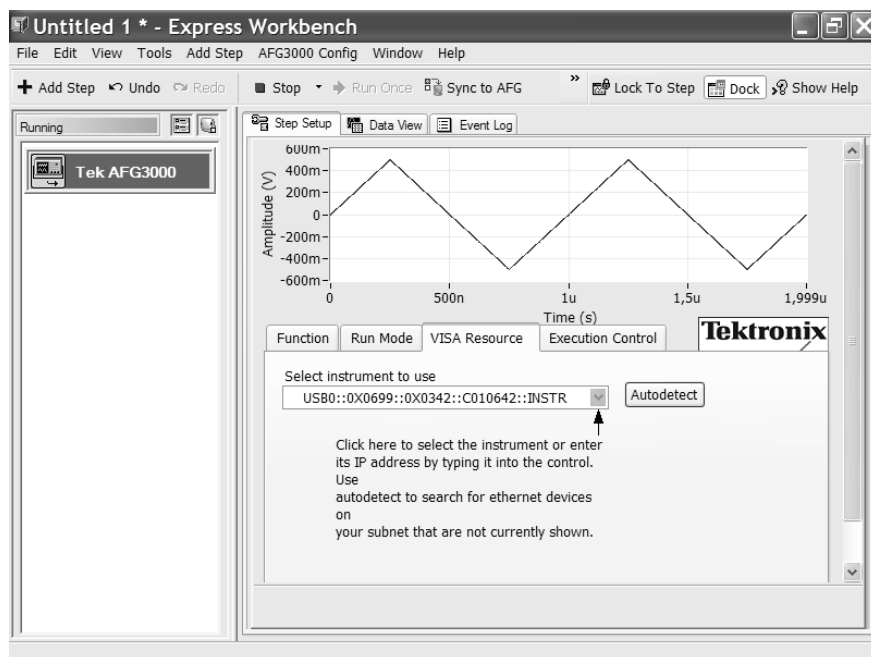 Untitled 1 * - Express Workbench
File Edit View Tools Add Step AFG3000 Config Window Help
Add Step Undo Redo Stop Run Once Sync to AFG » Lock To Step Dock Show Help
Running
Step Setup Data View Event Log
Tek AFG3000
600m
400m
200m
0
-200m
-400m
-600m
Amplitude (V)
0 500n 1u 1,5u 1,999u
Time (s)
Function Run Mode VISA Resource Execution Control
Tektronix
Select instrument to use
USB0::0X0699::0X0342::C010642::INSTR
Autodetect
Click here to select the instrument or enter
its IP address by typing it into the control.
Use
autodetect to search for ethernet devices
on
your subnet that are not currently shown.